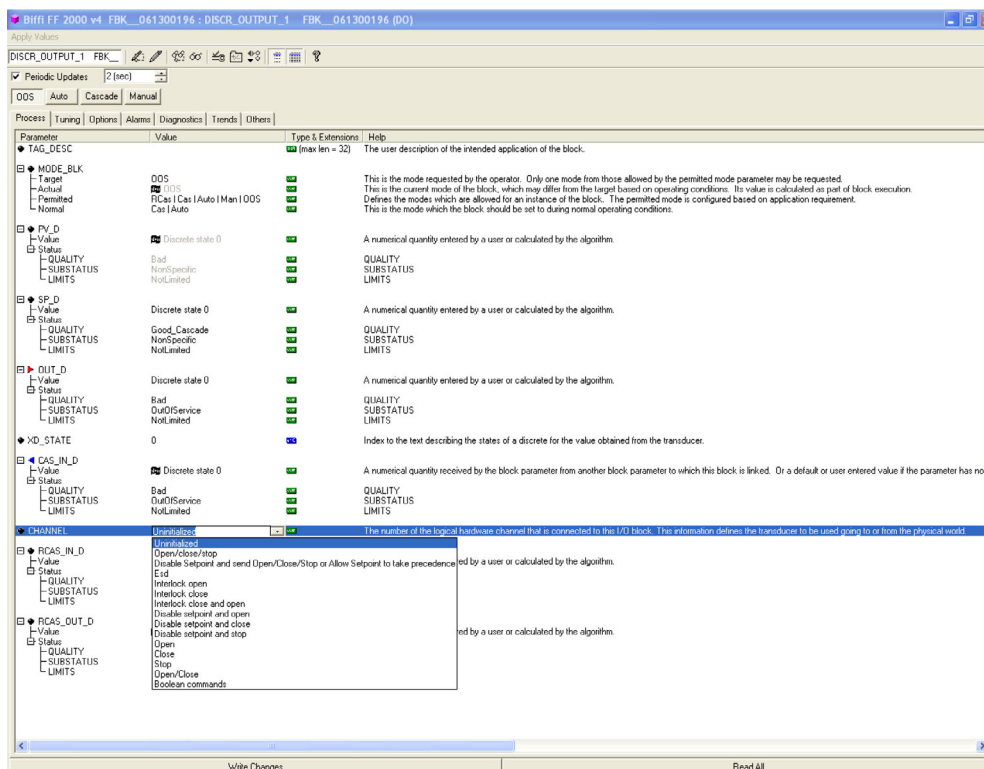 Biffi FF 2000 v4 FBK__061300196 : DISCR_OUTPUT_1 FBK__061300196 (DO)
Apply Values
DISCR_OUTPUT_1 FBK__
Periodic Updates 2 (sec)
OOS Auto Cascade Manual
Process Tuning Options Alarms Diagnostics Trends Others
Parameter Value Type & Extensions Help
TAG_DESC (max len = 32) The user description of the intended application of the block.
MODE_BLK
Target OOS This is the mode requested by the operator. Only one mode from those allowed by the permitted mode parameter may be requested.
Actual OOS This is the current mode of the block, which may differ from the target based on operating conditions. Its value is calculated as part of block execution.
Permitted RCas | Cas | Auto | Man | OOS Defines the modes which are allowed for an instance of the block. The permitted mode is configured based on application requirement.
Normal Cas | Auto This is the mode which the block should be set to during normal operating conditions.
PV_D
Value Discrete state 0 A numerical quantity entered by a user or calculated by the algorithm.
Status
QUALITY Bad QUALITY
SUBSTATUS NonSpecific SUBSTATUS
LIMITS NotLimited LIMITS
SP_D
Value Discrete state 0 A numerical quantity entered by a user or calculated by the algorithm.
Status
QUALITY Good_Cascade QUALITY
SUBSTATUS NonSpecific SUBSTATUS
LIMITS NotLimited LIMITS
OUT_D
Value Discrete state 0 A numerical quantity entered by a user or calculated by the algorithm.
Status
QUALITY Bad QUALITY
SUBSTATUS OutOfService SUBSTATUS
LIMITS NotLimited LIMITS
XD_STATE 0 Index to the text describing the states of a discrete for the value obtained from the transducer.
CAS_IN_D
Value Discrete state 0 A numerical quantity received by the block parameter from another block parameter to which this block is linked. Or a default or user entered value if the parameter has no
Status
QUALITY Bad QUALITY
SUBSTATUS OutOfService SUBSTATUS
LIMITS NotLimited LIMITS
CHANNEL Uninitialized The number of the logical hardware channel that is connected to this I/O block. This information defines the transducer to be used going to or from the physical world.
Uninitialized
RCAS_IN_D Open/close/stop
Value Disable Setpoint and send Open/Close/Stop or Allow Setpoint to take precedence ed by a user or calculated by the algorithm.
Status Esd
QUALITY Interlock open
SUBSTATUS Interlock close
LIMITS Interlock close and open
Disable setpoint and open
RCAS_OUT_D Disable setpoint and close
Value Disable setpoint and stop ed by a user or calculated by the algorithm.
Status Open
QUALITY Close
SUBSTATUS Stop
LIMITS Open/Close
Boolean commands
Write Changes Read All